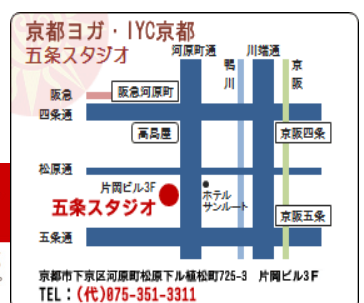 京都ヨガ・IYC京都
五条スタジオ
河原町通
川端通
鴨川
京阪
阪急
阪急河原町
四条通
高島屋
京阪四条
松原通
片岡ビル3F
五条スタジオ
ホテル
サンルート
京阪五条
五条通
京都市下京区河原町松原下ル植松町725-3 片岡ビル3F
TEL：(代)075-351-3311